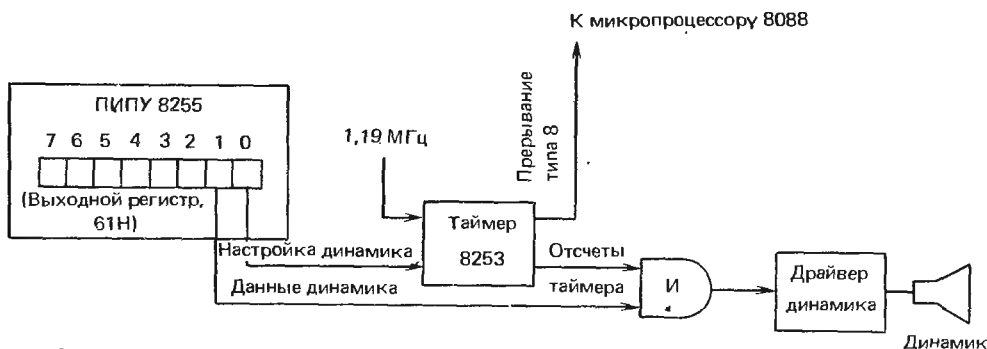 К микропроцессору 8088
ПИПУ 8255
7 6 5 4 3 2 1 0
(Выходной регистр,
61Н)
1,19 МГц
Прерывание
типа 8
Таймер
8253
Настройка динамика
Данные динамика
Отсчеты
таймера
И
Драйвер
динамика
Динамик